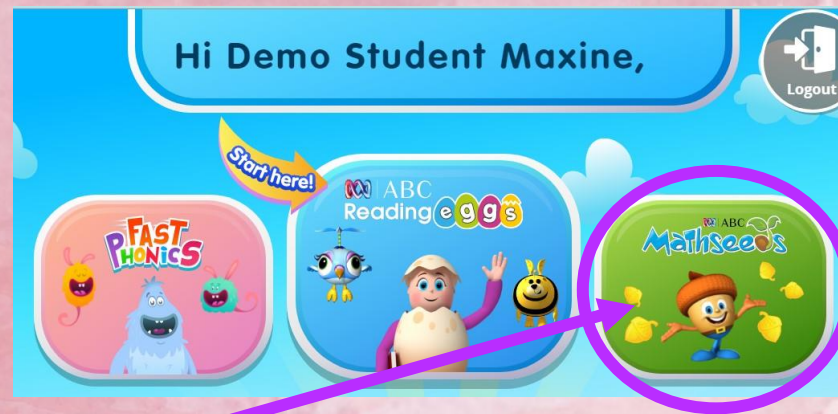 Hi Demo Student Maxine,
Logout
Start here!
FAST
PHONICS
ABC
Reading eggs
ABC
Mathseeds